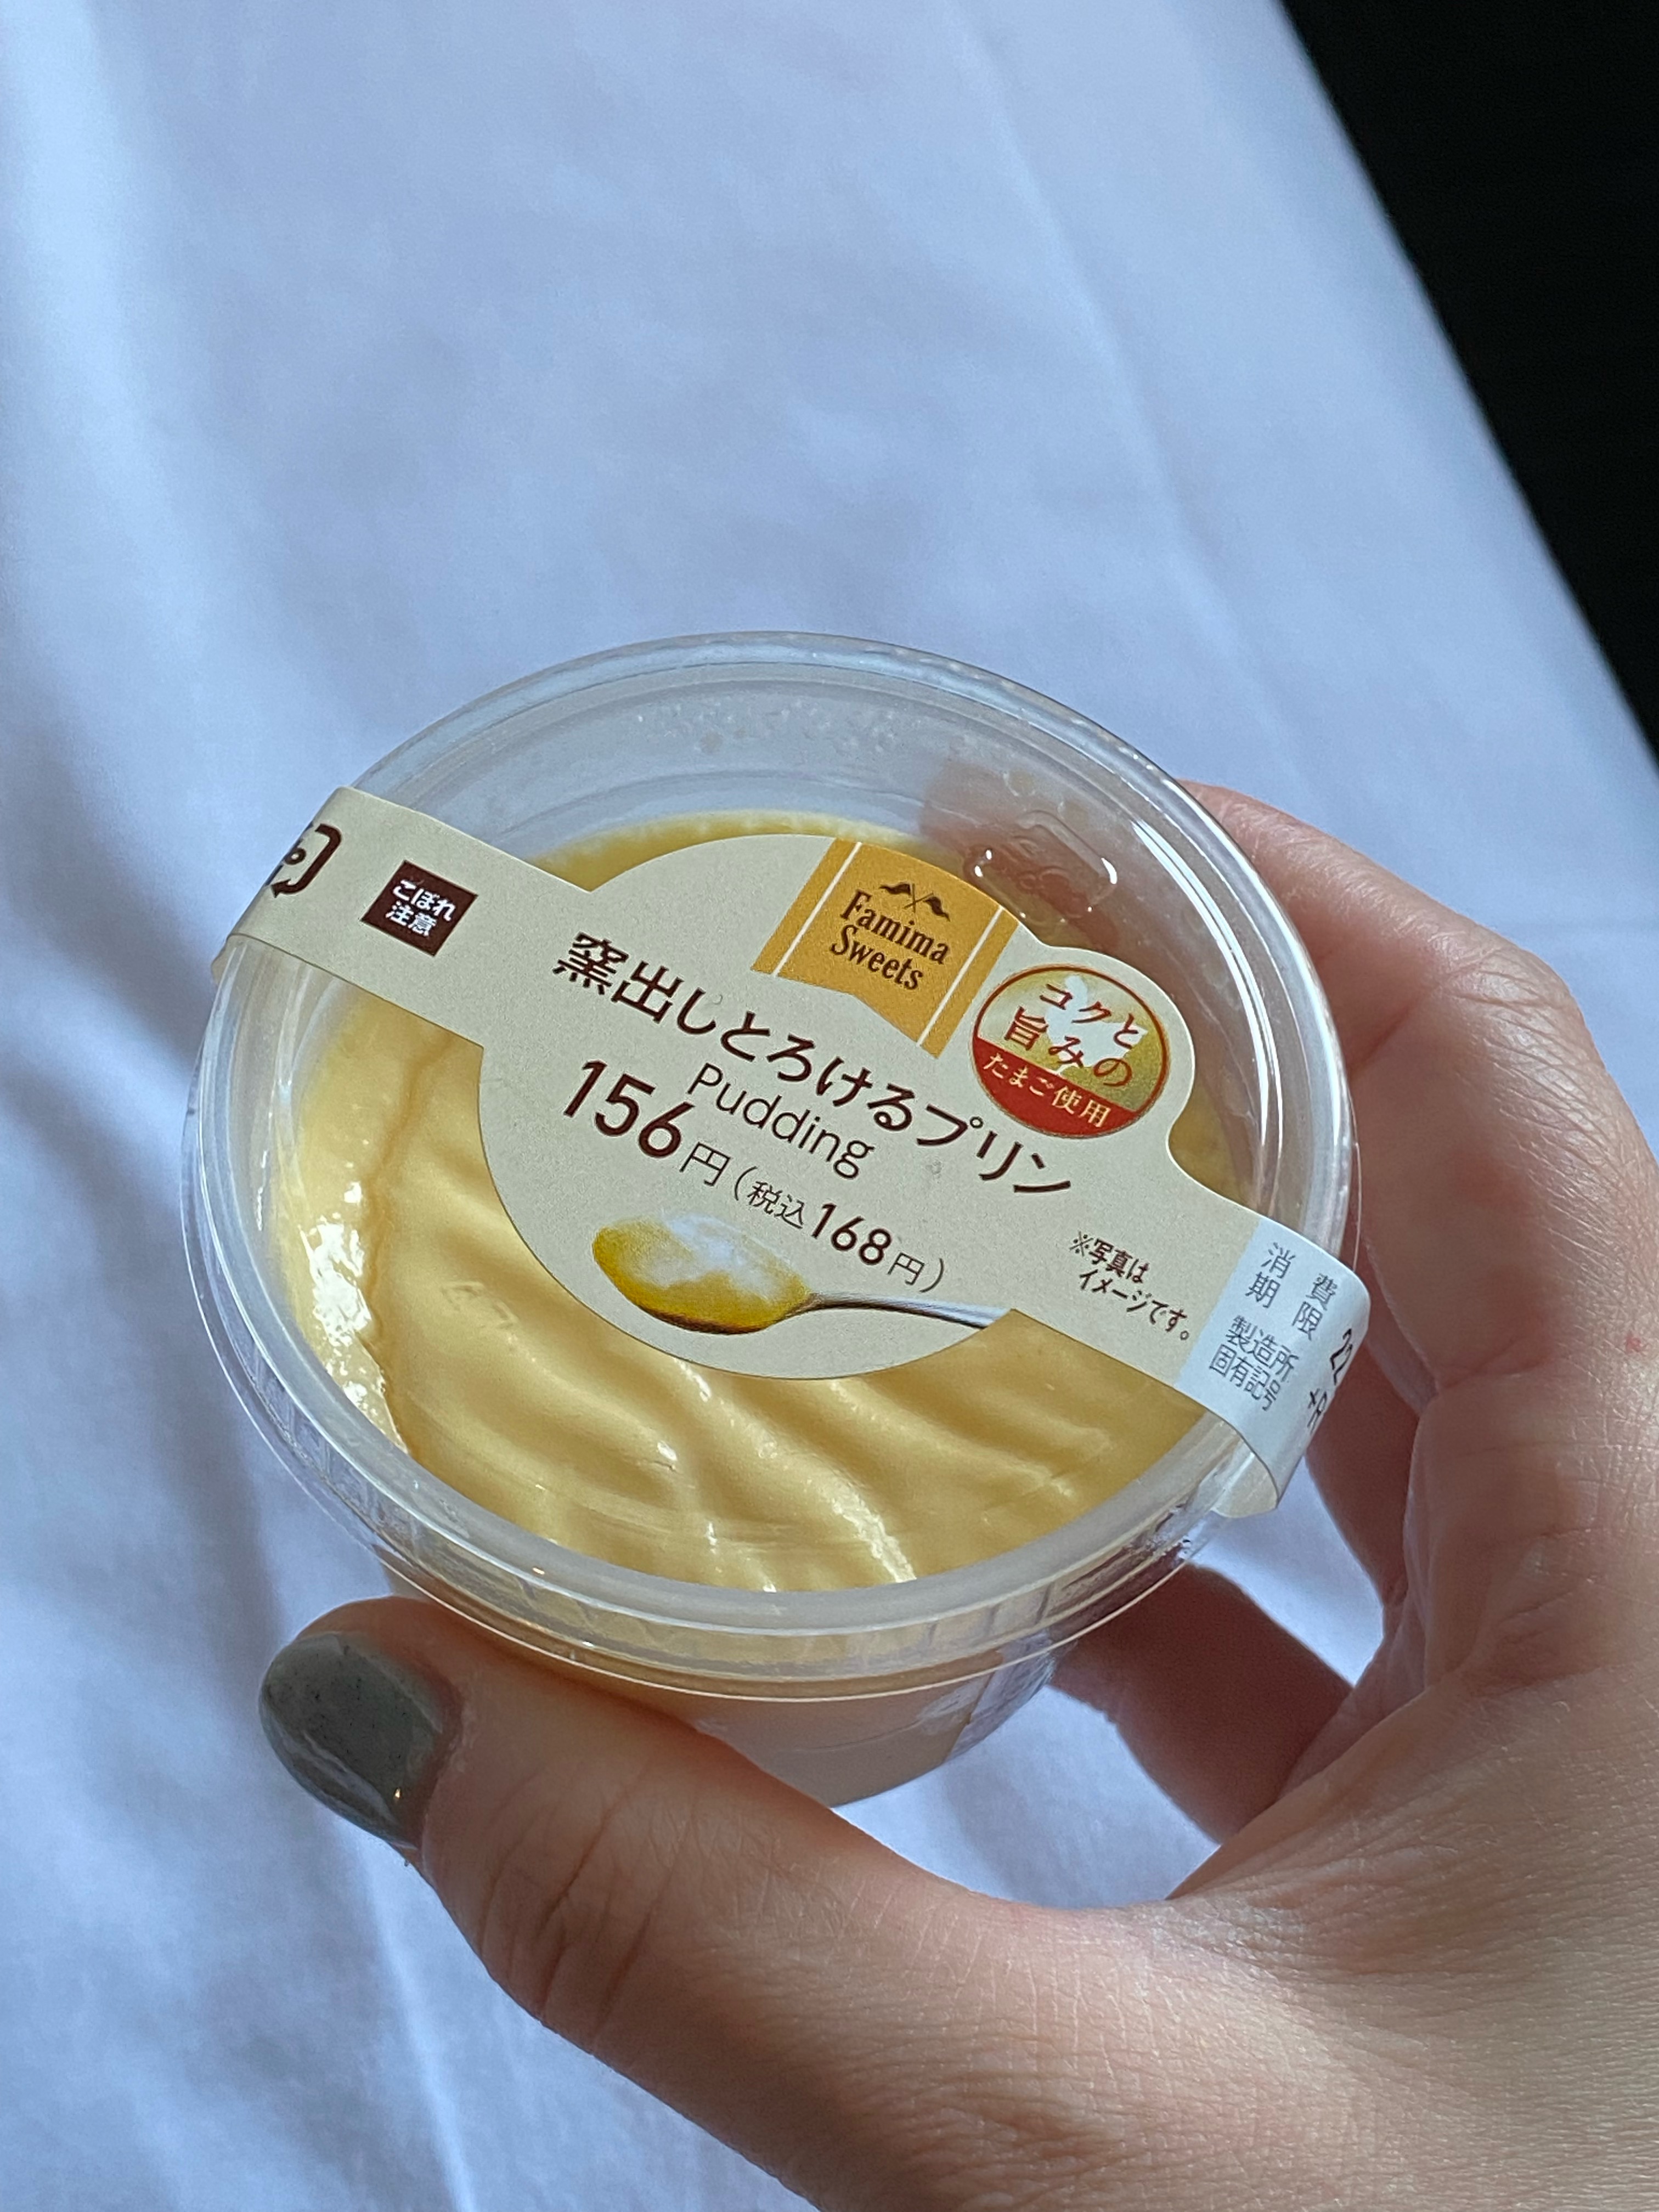 こぼれ
注意
Famima
Sweets
コクと
旨みの
たまご使用
窯出しとろけるプリン
Pudding
156円(税込168円)
※写真は
イメージです。
消費
期限
製造所
固有記号